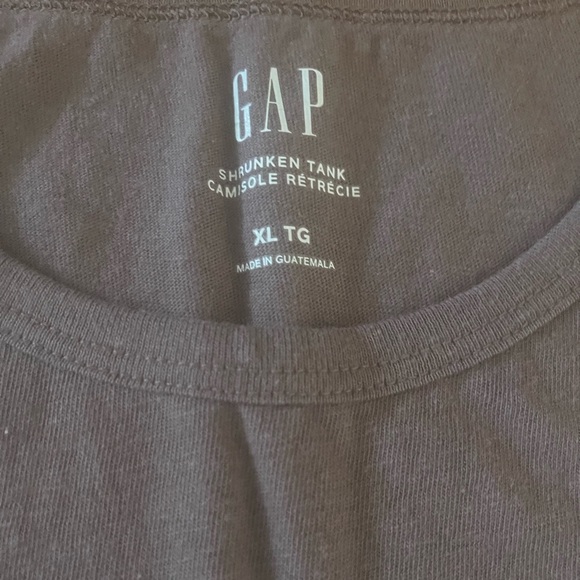 GAP
SHRUNKEN TANK
CAMISOLE RÉTRÉCIE
XL TG
MADE IN GUATEMALA